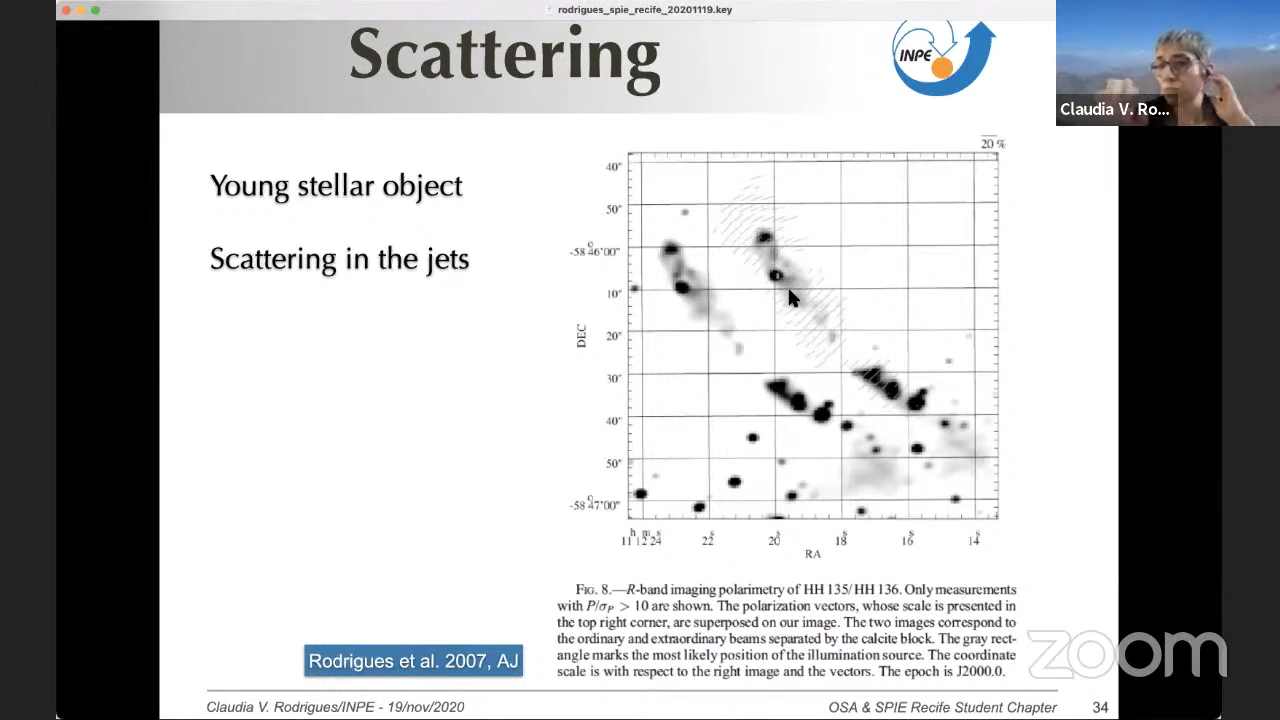 rodrigues_spie_recife_20201119.key
Scattering
INPE
Claudia V. Ro...
Young stellar object
Scattering in the jets
20 %
40"
50"
-58° 46'00"
10"
20"
30"
40"
50"
-58° 47'00"
DEC
11h 12m 24s 22s 20s 18s 16s 14s
RA
FIG. 8.—R-band imaging polarimetry of HH 135/HH 136. Only measurements
with P/σP > 10 are shown. The polarization vectors, whose scale is presented in
the top right corner, are superposed on our image. The two images correspond to
the ordinary and extraordinary beams separated by the calcite block. The gray rect-
angle marks the most likely position of the illumination source. The coordinate
scale is with respect to the right image and the vectors. The epoch is J2000.0.
Rodrigues et al. 2007, AJ
zoom
Claudia V. Rodrigues/INPE - 19/nov/2020
OSA & SPIE Recife Student Chapter
34